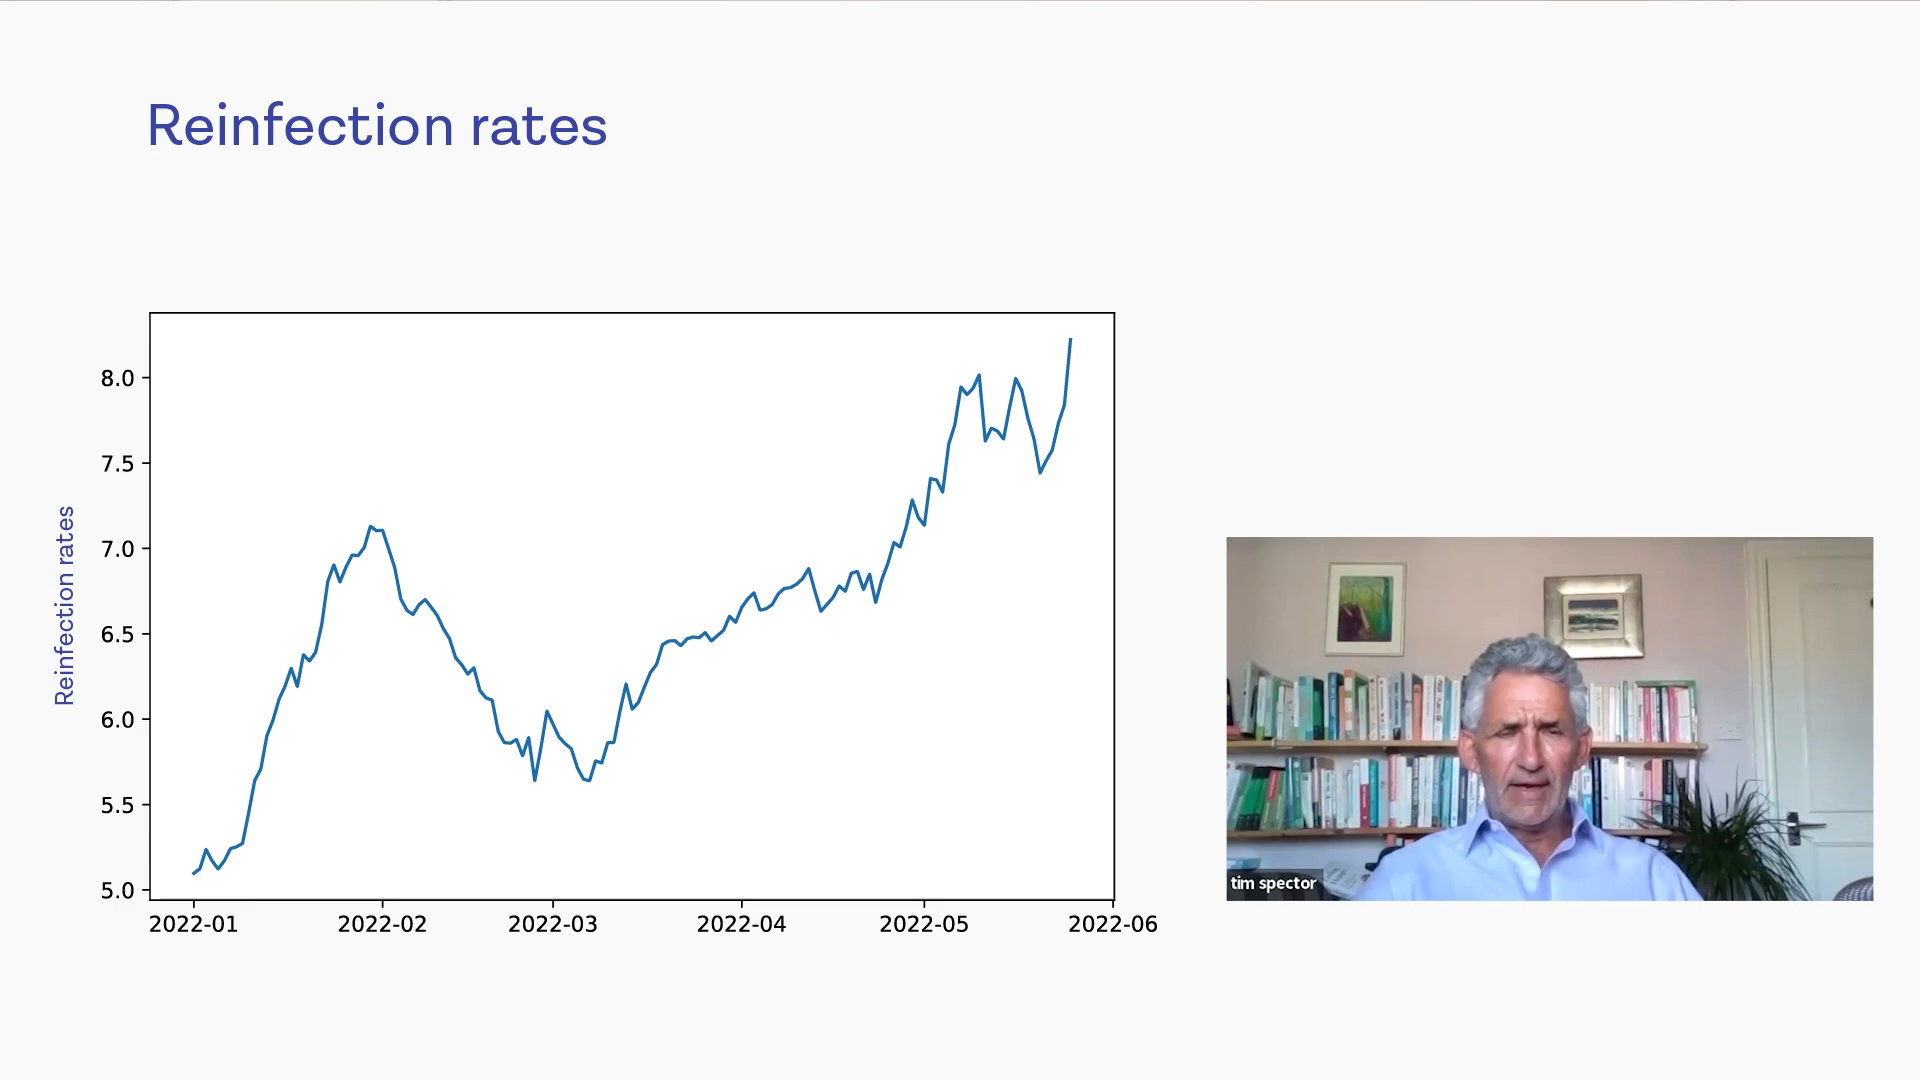 Reinfection rates
Reinfection rates
8.0
7.5
7.0
6.5
6.0
5.5
5.0
2022-01 2022-02 2022-03 2022-04 2022-05 2022-06
tim spector